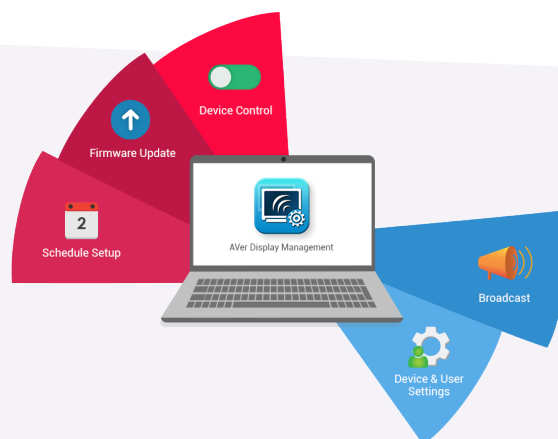 Device Control
Firmware Update
2
Schedule Setup
AVer Display Management
Broadcast
Device & User
Settings